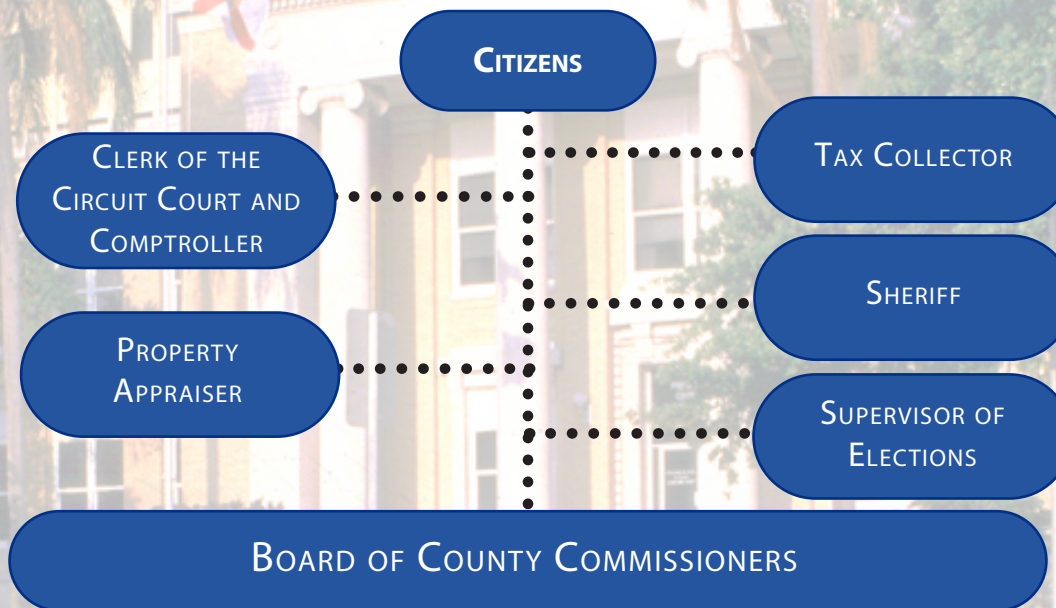 Citizens
Clerk of the
Circuit Court and
Comptroller
Tax Collector
Property
Appraiser
Sheriff
Supervisor of
Elections
Board of County Commissioners